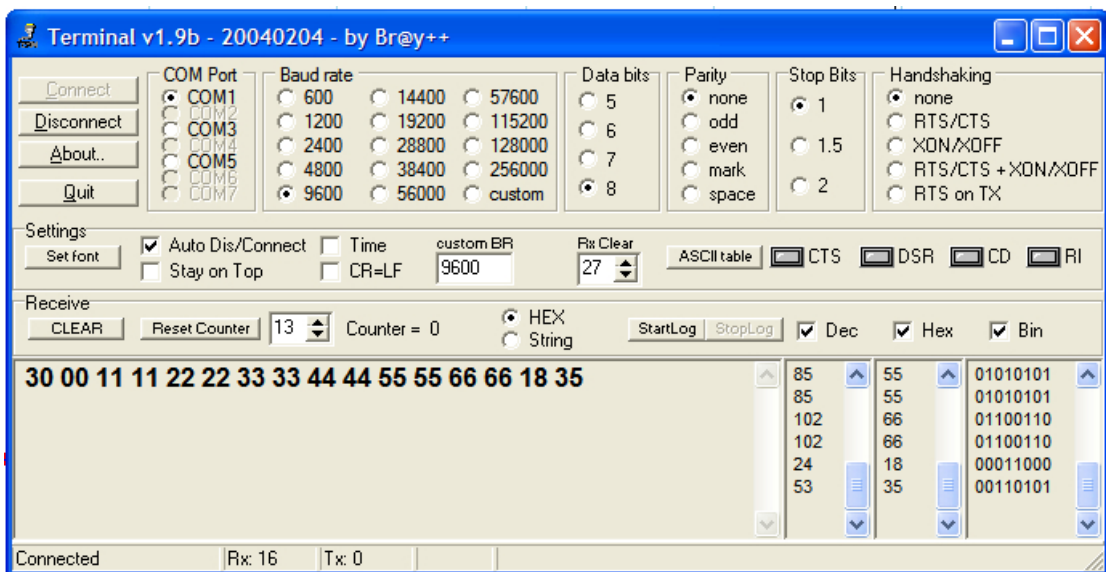 Terminal v1.9b - 20040204 - by Br@y++
Connect
Disconnect
About..
Quit
COM Port
COM1
COM2
COM3
COM4
COM5
COM6
COM7
Baud rate
600 14400 57600
1200 19200 115200
2400 28800 128000
4800 38400 256000
9600 56000 custom
Data bits
5
6
7
8
Parity
none
odd
even
mark
space
Stop Bits
1
1.5
2
Handshaking
none
RTS/CTS
XON/XOFF
RTS/CTS + XON/XOFF
RTS on TX
Settings
Set font
Auto Dis/Connect
Stay on Top
Time
CR=LF
custom BR
9600
Rx Clear
27
ASCII table
CTS DSR CD RI
Receive
CLEAR
Reset Counter
13
Counter = 0
HEX
String
StartLog
StopLog
Dec Hex Bin
30 00 11 11 22 22 33 33 44 44 55 55 66 66 18 35
85 55 01010101
85 55 01010101
102 66 01100110
102 66 01100110
24 18 00011000
53 35 00110101
Connected Rx: 16 Tx: 0